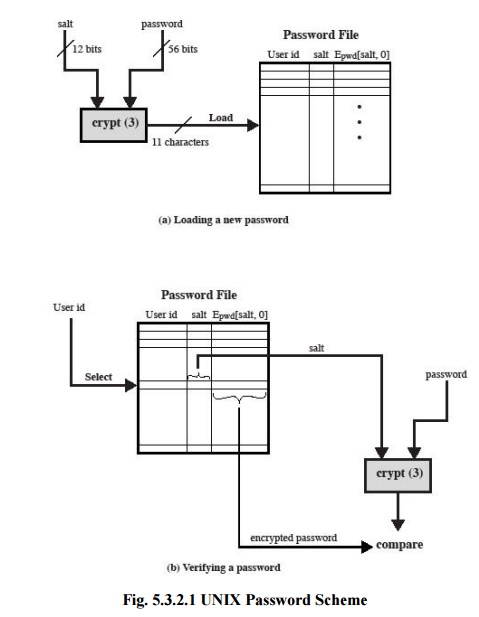 salt password
12 bits 56 bits
crypt (3)
Load
11 characters
Password File
User id salt Epwd[salt, 0]
(a) Loading a new password
Password File
User id
User id salt Epwd[salt, 0]
Select
salt
password
crypt (3)
encrypted password
compare
(b) Verifying a password
Fig. 5.3.2.1 UNIX Password Scheme